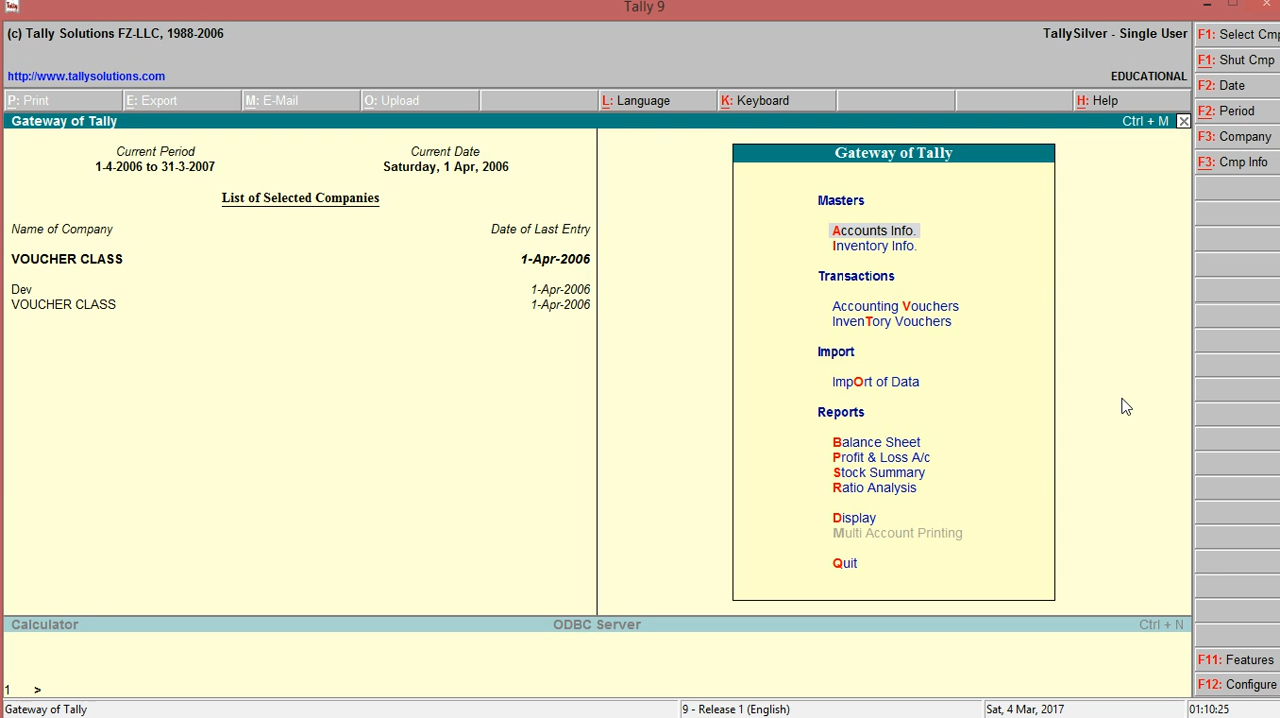 Tally
Tally 9
(c) Tally Solutions FZ-LLC, 1988-2006
TallySilver - Single User
http://www.tallysolutions.com
EDUCATIONAL
P: Print
E: Export
M: E-Mail
O: Upload
L: Language
K: Keyboard
H: Help
Gateway of Tally
Ctrl + M
Current Period
1-4-2006 to 31-3-2007
Current Date
Saturday, 1 Apr, 2006
List of Selected Companies
Name of Company
Date of Last Entry
VOUCHER CLASS
1-Apr-2006
Dev
1-Apr-2006
VOUCHER CLASS
1-Apr-2006
Gateway of Tally
Masters
Accounts Info.
Inventory Info.
Transactions
Accounting Vouchers
InvenTory Vouchers
Import
ImpOrt of Data
Reports
Balance Sheet
Profit & Loss A/c
Stock Summary
Ratio Analysis
Display
Multi Account Printing
Quit
F1: Select Cmp
F1: Shut Cmp
F2: Date
F2: Period
F3: Company
F3: Cmp Info
F11: Features
F12: Configure
Calculator
ODBC Server
Ctrl + N
1 >
Gateway of Tally
9 - Release 1 (English)
Sat, 4 Mar, 2017
01:10:25